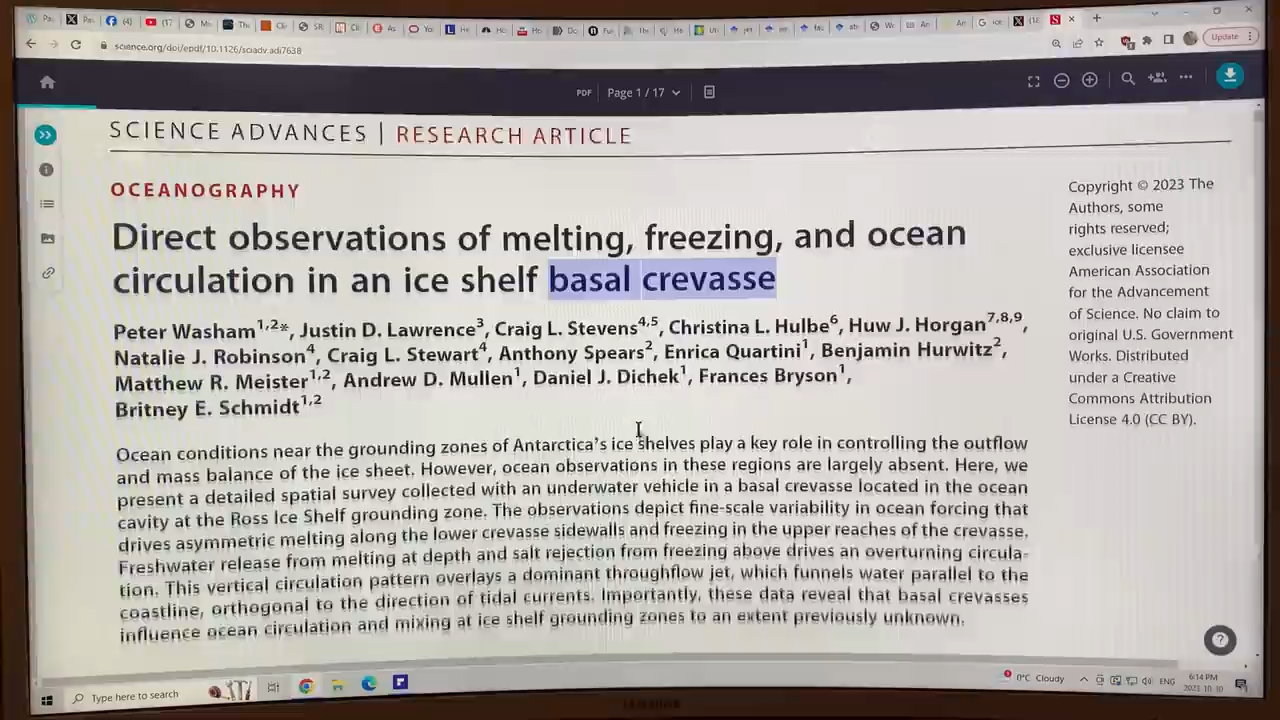 science.org/doi/epdf/10.1126/sciadv.adi7638
Update
PDF Page 1 / 17
SCIENCE ADVANCES | RESEARCH ARTICLE
OCEANOGRAPHY
Direct observations of melting, freezing, and ocean
circulation in an ice shelf basal crevasse
Peter Washam1,2*, Justin D. Lawrence3, Craig L. Stevens4,5, Christina L. Hulbe6, Huw J. Horgan7,8,9,
Natalie J. Robinson4, Craig L. Stewart4, Anthony Spears2, Enrica Quartini1, Benjamin Hurwitz2,
Matthew R. Meister1,2, Andrew D. Mullen1, Daniel J. Dichek1, Frances Bryson1,
Britney E. Schmidt1,2
Ocean conditions near the grounding zones of Antarctica's ice shelves play a key role in controlling the outflow
and mass balance of the ice sheet. However, ocean observations in these regions are largely absent. Here, we
present a detailed spatial survey collected with an underwater vehicle in a basal crevasse located in the ocean
cavity at the Ross Ice Shelf grounding zone. The observations depict fine-scale variability in ocean forcing that
drives asymmetric melting along the lower crevasse sidewalls and freezing in the upper reaches of the crevasse.
Freshwater release from melting at depth and salt rejection from freezing above drives an overturning circula-
tion. This vertical circulation pattern overlays a dominant throughflow jet, which funnels water parallel to the
coastline, orthogonal to the direction of tidal currents. Importantly, these data reveal that basal crevasses
influence ocean circulation and mixing at ice shelf grounding zones to an extent previously unknown.
Copyright © 2023 The
Authors, some
rights reserved;
exclusive licensee
American Association
for the Advancement
of Science. No claim to
original U.S. Government
Works. Distributed
under a Creative
Commons Attribution
License 4.0 (CC BY).
Type here to search
0°C Cloudy
ENG
6:14 PM
2023-10-10